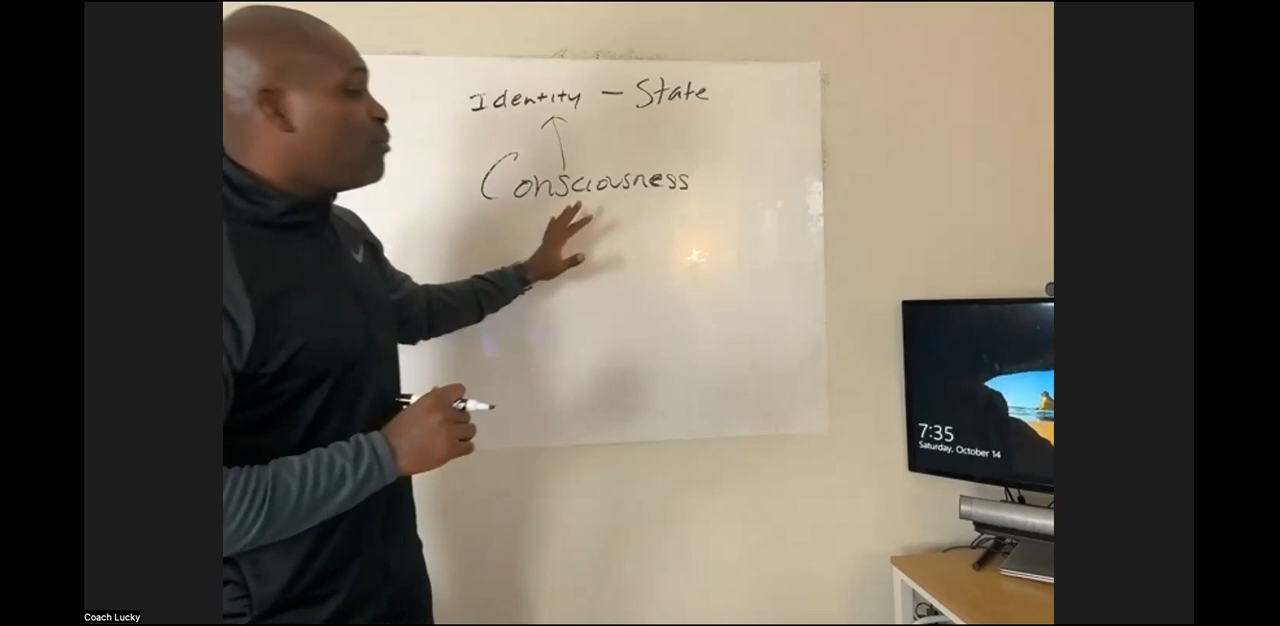 Identity – State
Consciousness
7:35
Saturday, October 14
Coach Lucky